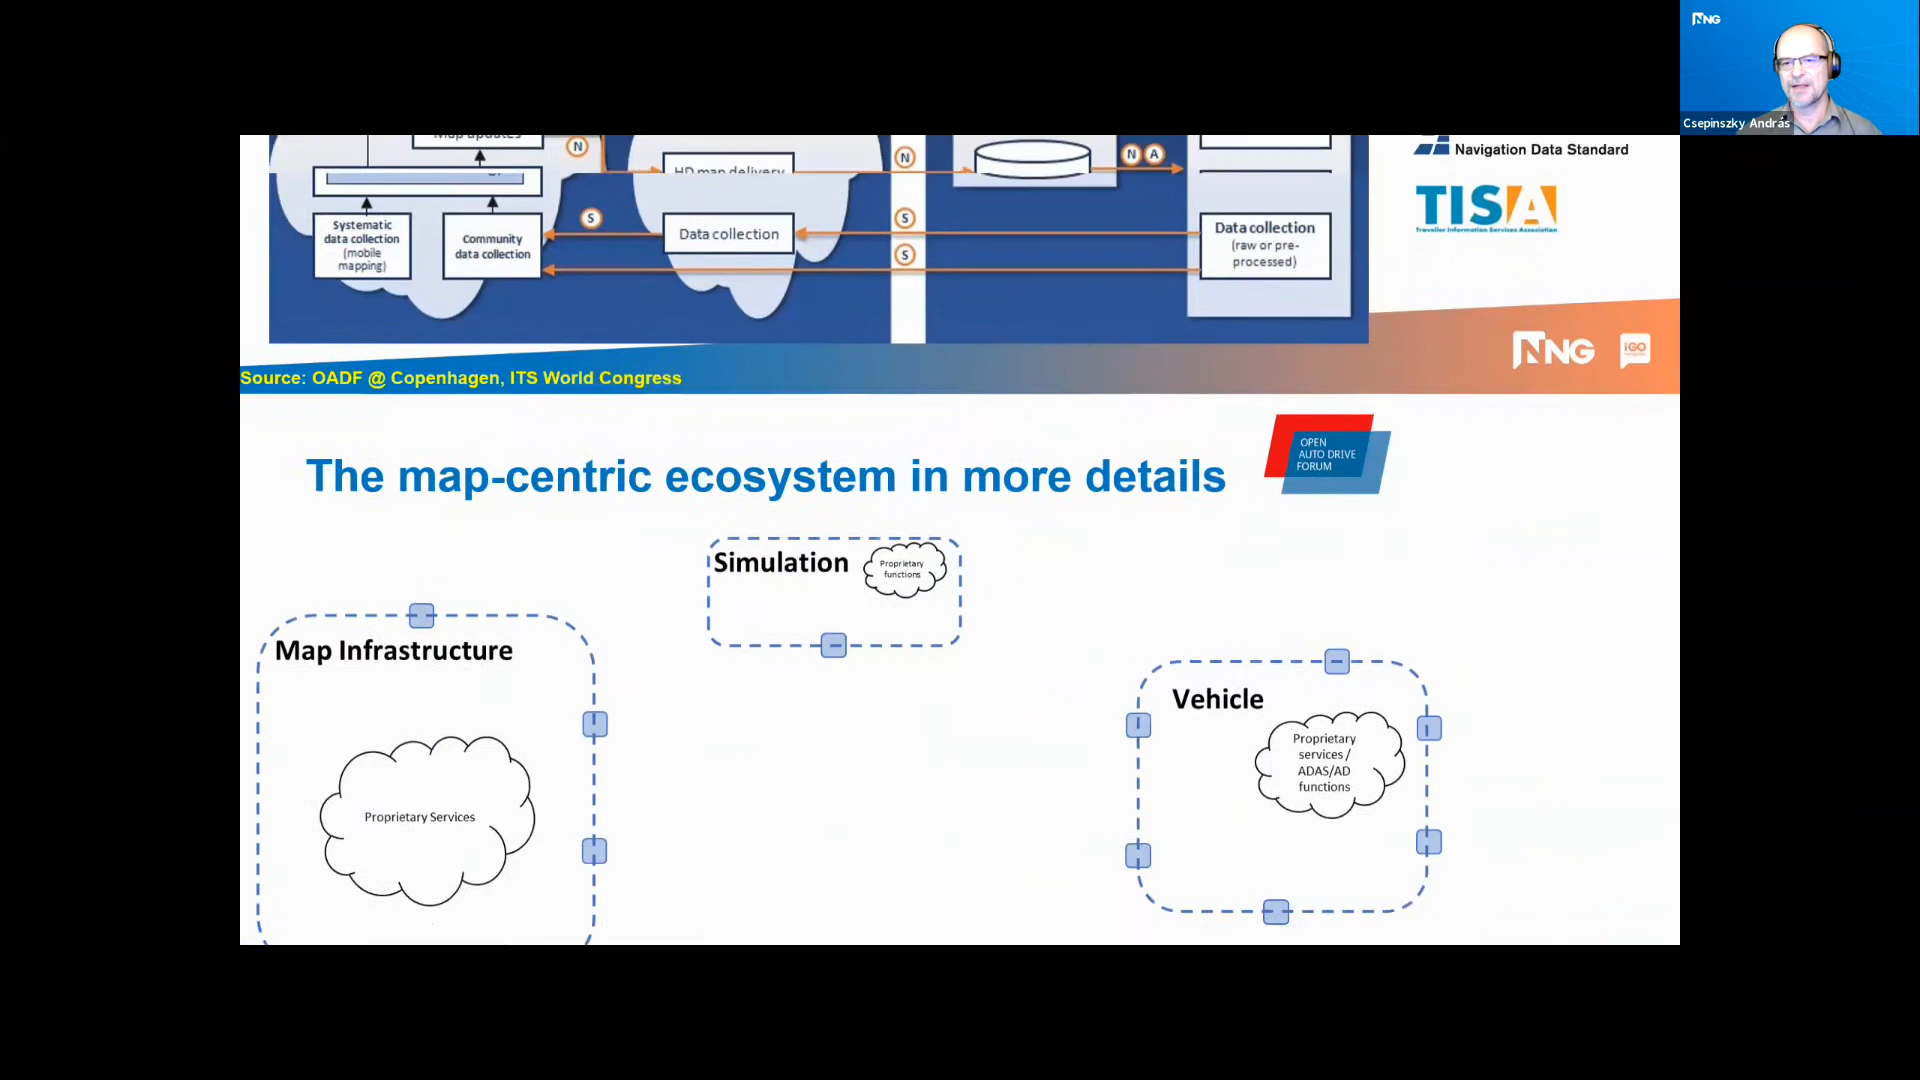 NNG
Csepinszky András
Map updates
N
HD map delivery
N
N A
Navigation Data Standard
TISA
Traveller Information Services Association
Systematic
data collection
(mobile
mapping)
Community
data collection
S
Data collection
S
S
Data collection
(raw or pre-
processed)
NNG
iGO
Source: OADF @ Copenhagen, ITS World Congress
The map-centric ecosystem in more details
OPEN
AUTO DRIVE
FORUM
Simulation
Proprietary
functions
Map Infrastructure
Proprietary Services
Vehicle
Proprietary
services /
ADAS/AD
functions